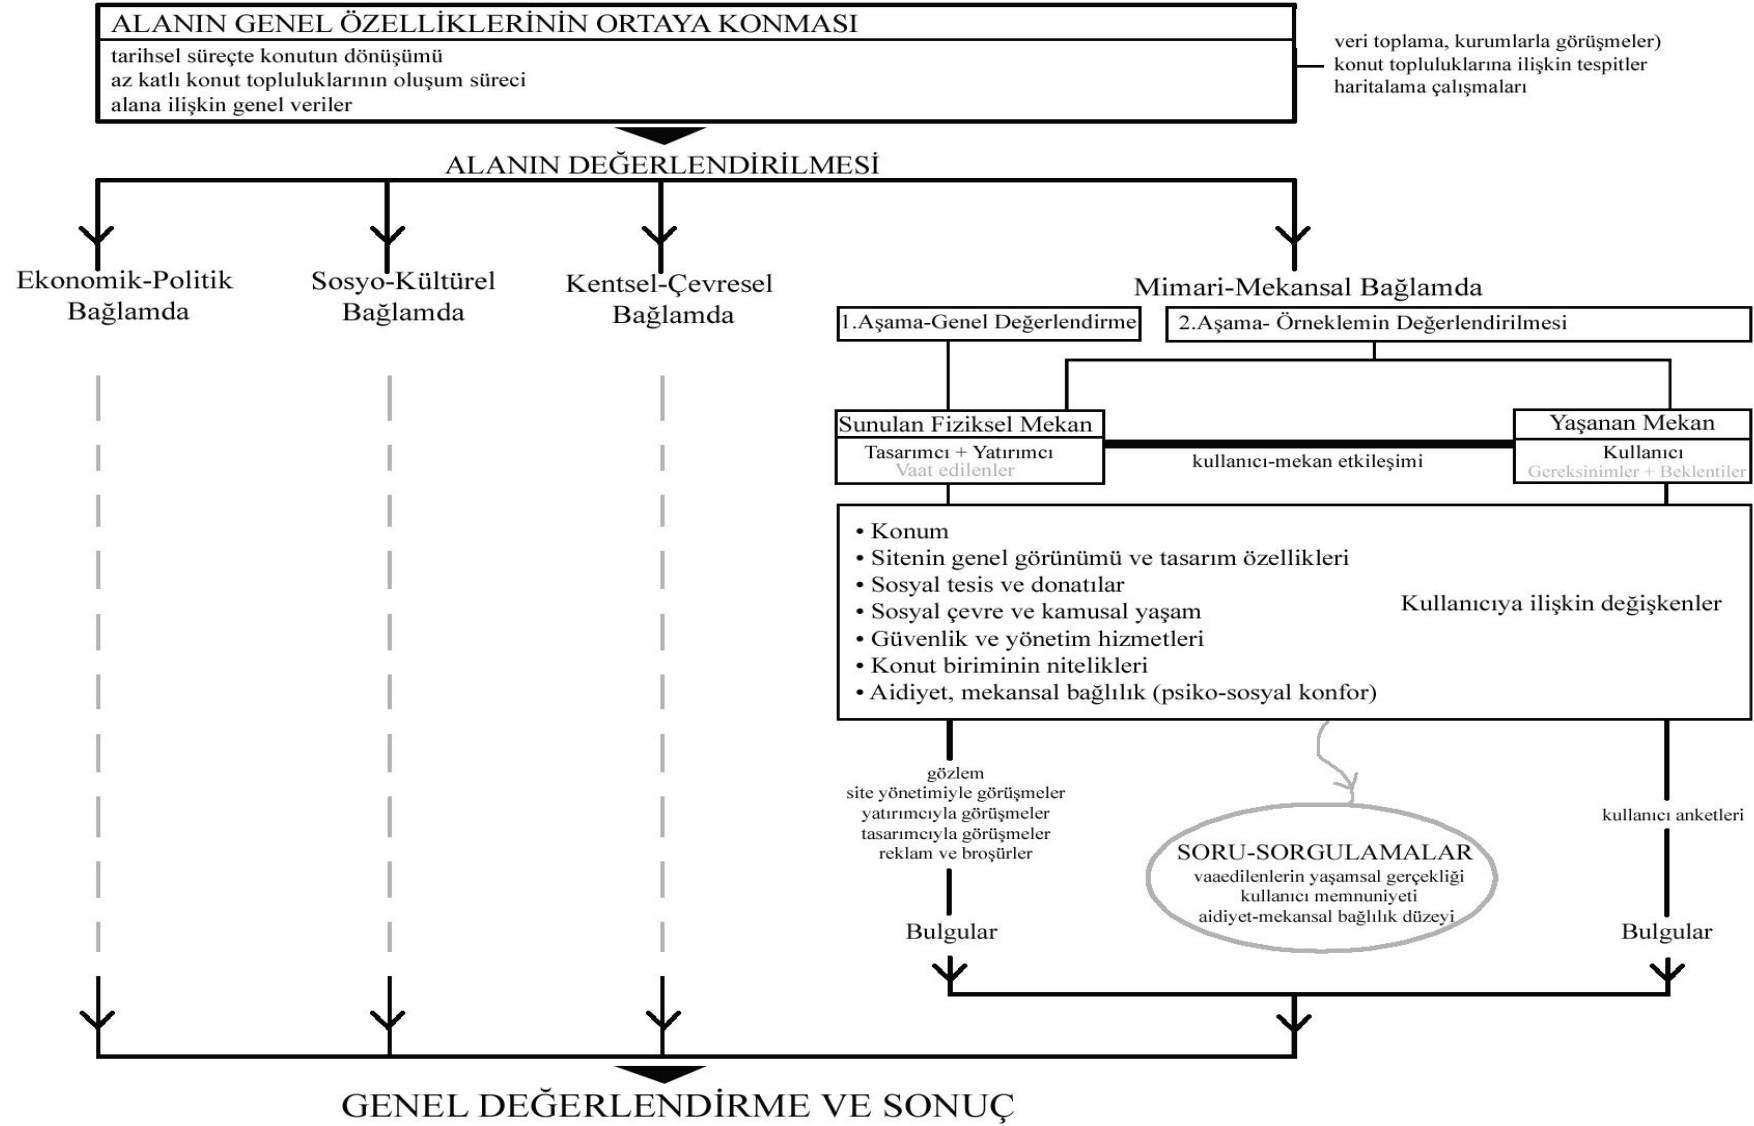 ALANIN GENEL ÖZELLİKLERİNİN ORTAYA KONMASI
tarihsel süreçte konutun dönüşümü
az katlı konut topluluklarının oluşum süreci
alana ilişkin genel veriler
veri toplama, kurumlarla görüşmeler)
konut topluluklarına ilişkin tespitler
haritalama çalışmaları
ALANIN DEĞERLENDİRİLMESİ
Ekonomik-Politik
Bağlamda
Sosyo-Kültürel
Bağlamda
Kentsel-Çevresel
Bağlamda
Mimari-Mekansal Bağlamda
1.Aşama-Genel Değerlendirme
2.Aşama- Örneklemin Değerlendirilmesi
Sunulan Fiziksel Mekan
Tasarımcı + Yatırımcı
Vaat edilenler
kullanıcı-mekan etkileşimi
Yaşanan Mekan
Kullanıcı
Gereksinimler + Beklentiler
• Konum
• Sitenin genel görünümü ve tasarım özellikleri
• Sosyal tesis ve donatılar
• Sosyal çevre ve kamusal yaşam
• Güvenlik ve yönetim hizmetleri
• Konut biriminin nitelikleri
• Aidiyet, mekansal bağlılık (psiko-sosyal konfor)
Kullanıcıya ilişkin değişkenler
gözlem
site yönetimiyle görüşmeler
yatırımcıyla görüşmeler
tasarımcıyla görüşmeler
reklam ve broşürler
Bulgular
SORU-SORGULAMALAR
vaaedilenlerin yaşamsal gerçekliği
kullanıcı memnuniyeti
aidiyet-mekansal bağlılık düzeyi
kullanıcı anketleri
Bulgular
GENEL DEĞERLENDİRME VE SONUÇ